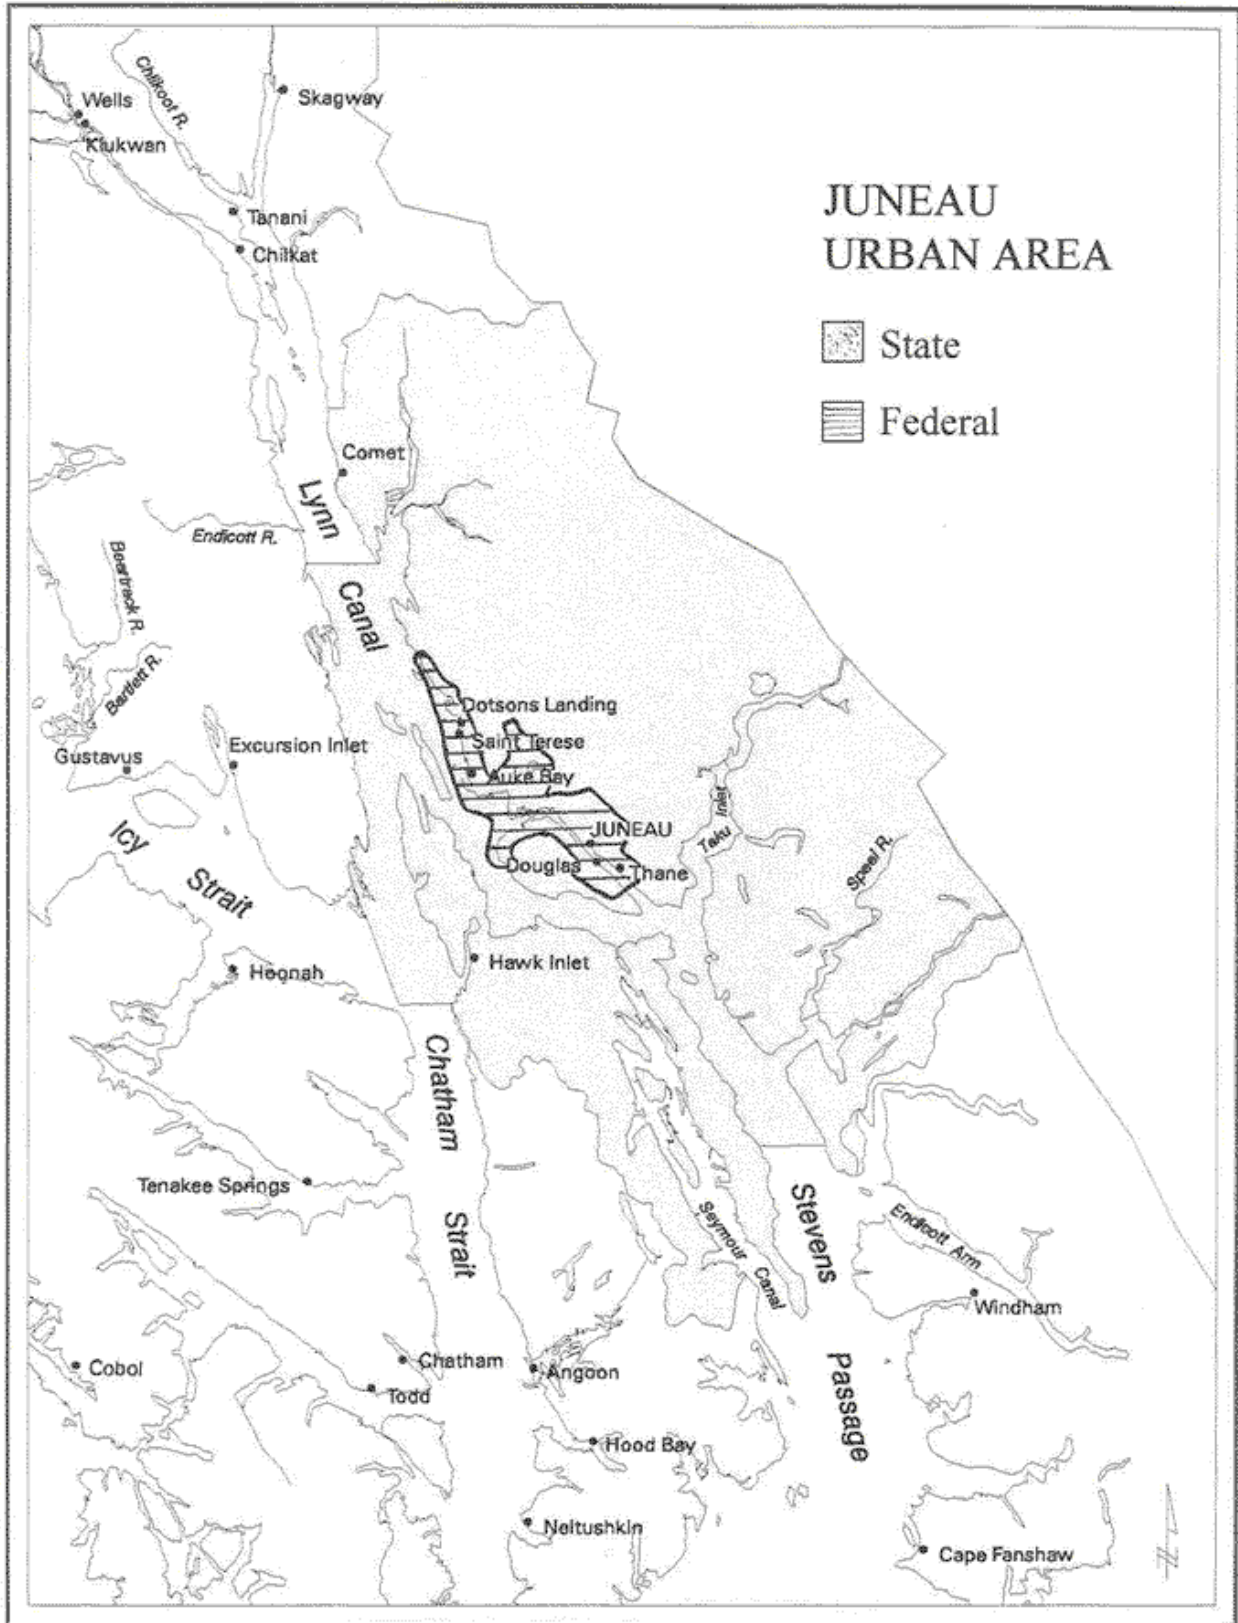 JUNEAU
URBAN AREA
State
Federal
Chilkoot R.
Skagway
Wells
Klukwan
Tanani
Chilkat
Comet
Lynn
Endicott R.
Beartrack R.
Canal
Bartlett R.
Dotsons Landing
Saint Terese
Gustavus
Excursion Inlet
Auke Bay
Icy
Strait
JUNEAU
Taku Inlet
Douglas
Thane
Speel R.
Hawk Inlet
Hoonah
Chatham
Strait
Tenakee Springs
Seymour Canal
Stevens
Passage
Endicott Arm
Windham
Cobol
Chatham
Todd
Angoon
Hood Bay
Neltushkin
Cape Fanshaw